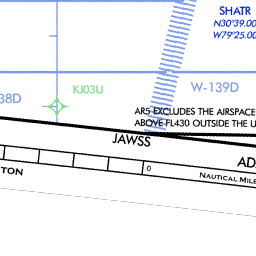 SHATR
N30°39.00
W79°25.00
W-139D
KJ03U
38D
AR5 EXCLUDES THE AIRSPACE
ABOVE FL430 OUTSIDE THE U
JAWSS
AD
0
NAUTICAL MILE
TON